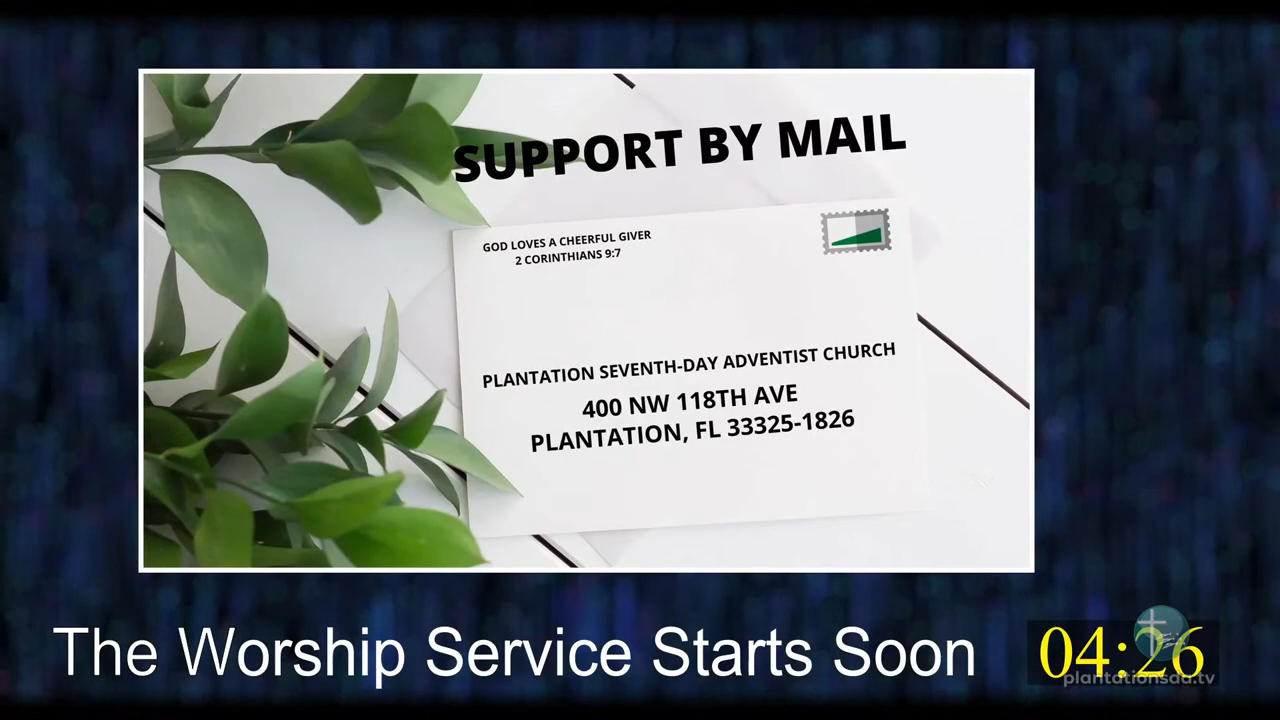 SUPPORT BY MAIL
GOD LOVES A CHEERFUL GIVER
2 CORINTHIANS 9:7
PLANTATION SEVENTH-DAY ADVENTIST CHURCH
400 NW 118TH AVE
PLANTATION, FL 33325-1826
The Worship Service Starts Soon
04:26
plantationsda.tv